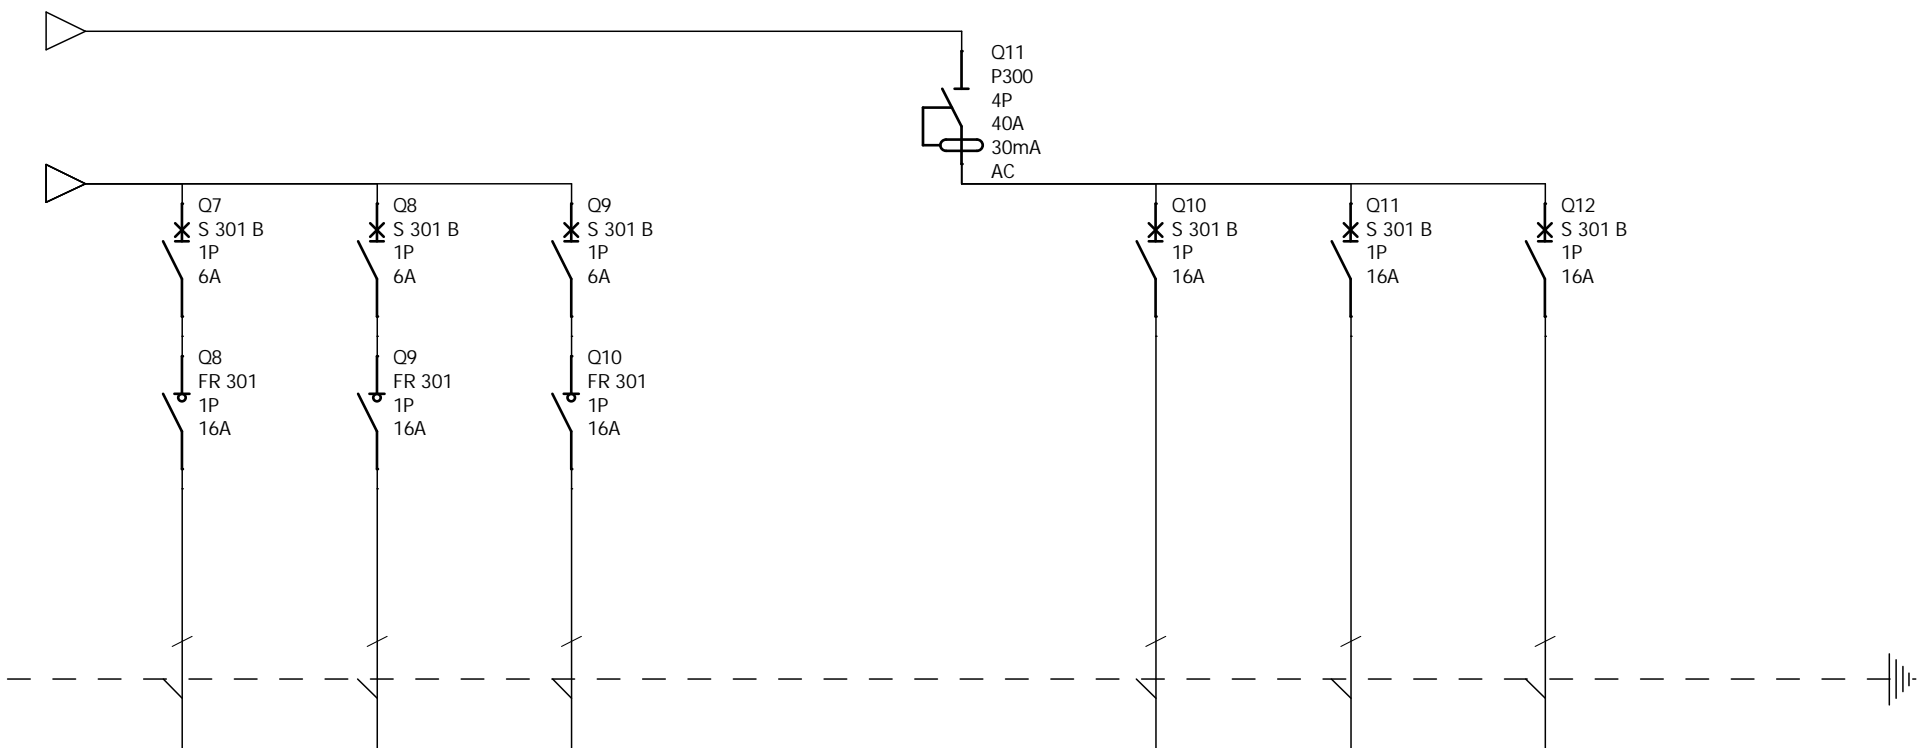 Q11
P300
4P
40A
30mA
AC
Q7
S 301 B
1P
6A
Q8
S 301 B
1P
6A
Q9
S 301 B
1P
6A
Q10
S 301 B
1P
16A
Q11
S 301 B
1P
16A
Q12
S 301 B
1P
16A
Q8
FR 301
1P
16A
Q9
FR 301
1P
16A
Q10
FR 301
1P
16A